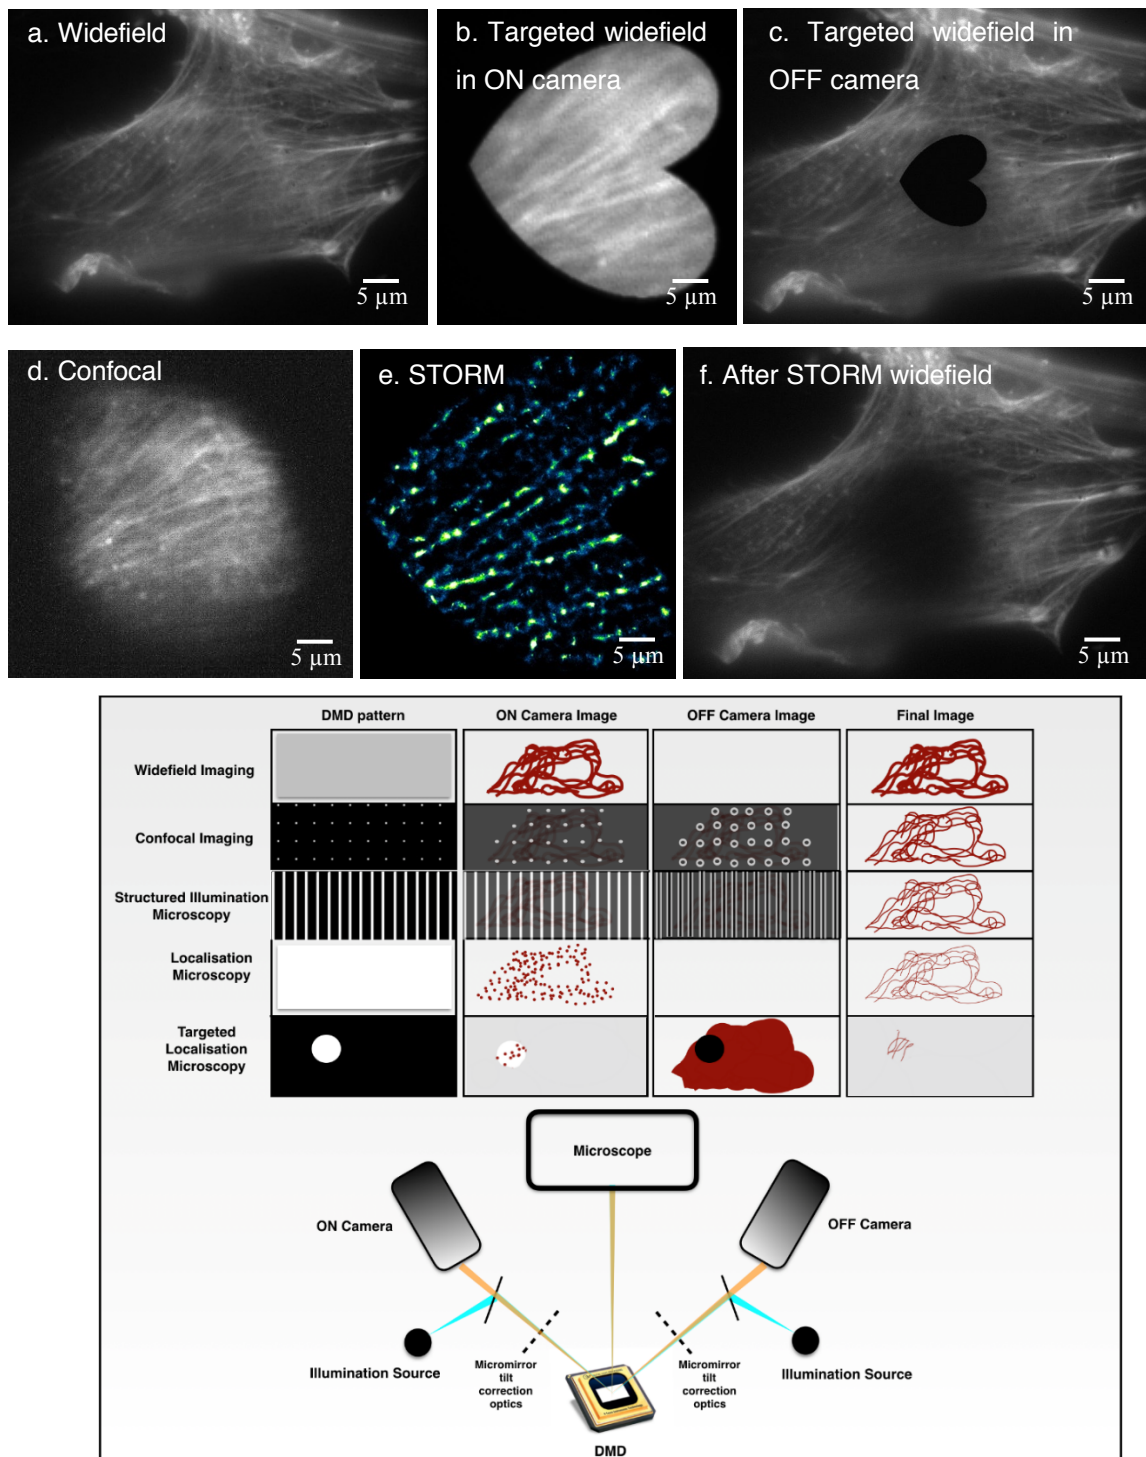 a. Widefield
b. Targeted widefield
in ON camera
c. Targeted widefield in
OFF camera
5 µm
5 µm
5 µm
d. Confocal
e. STORM
f. After STORM widefield
5 µm
5 µm
5 µm
DMD pattern
ON Camera Image
OFF Camera Image
Final Image
Widefield Imaging
Confocal Imaging
Structured Illumination
Microscopy
Localisation
Microscopy
Targeted
Localisation
Microscopy
Microscope
ON Camera
OFF Camera
Illumination Source
Micromirror
tilt
correction
optics
Micromirror
tilt
correction
optics
Illumination Source
DMD